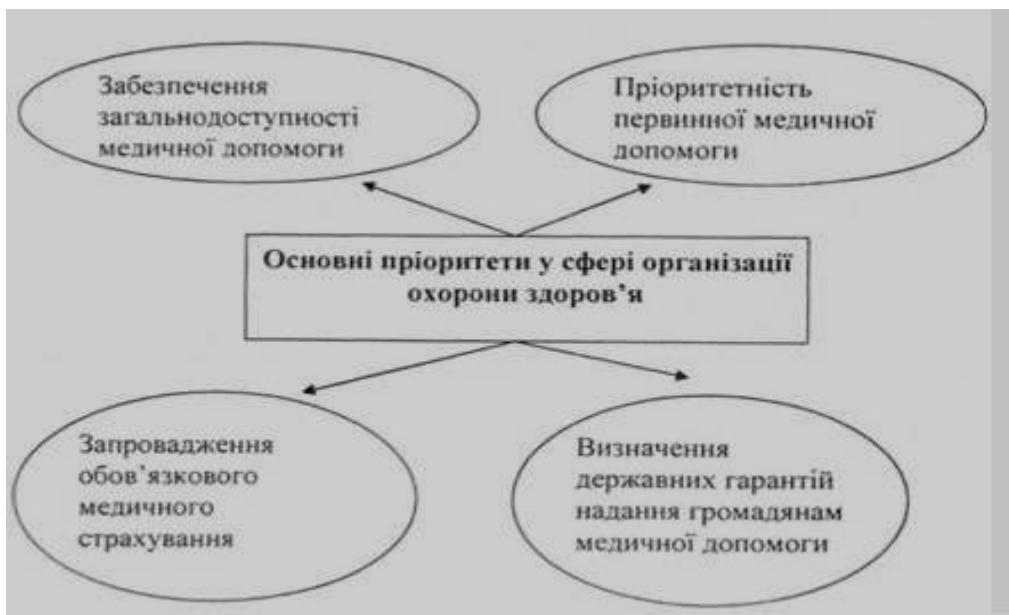 Забезпечення
загальнодоступності
медичної допомоги
Пріоритетність
первинної медичної
допомоги
Основні пріоритети у сфері організації
охорони здоров’я
Запровадження
обов’язкового
медичного
страхування
Визначення
державних гарантій
надання громадянам
медичної допомоги